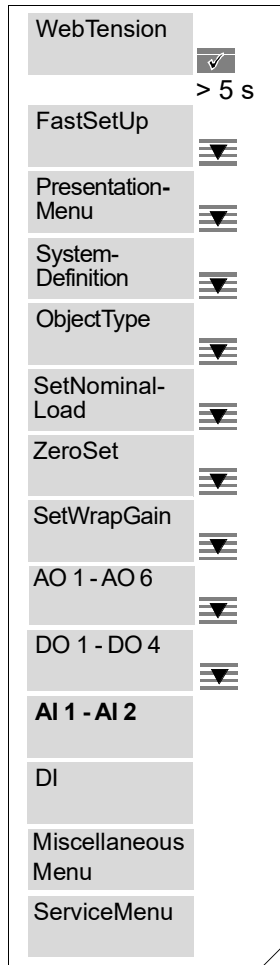 WebTension
> 5 s
FastSetUp
Presentation-
Menu
System-
Definition
ObjectType
SetNominal-
Load
ZeroSet
SetWrapGain
AO 1 - AO 6
DO 1 - DO 4
AI 1 - AI 2
DI
Miscellaneous
Menu
ServiceMenu